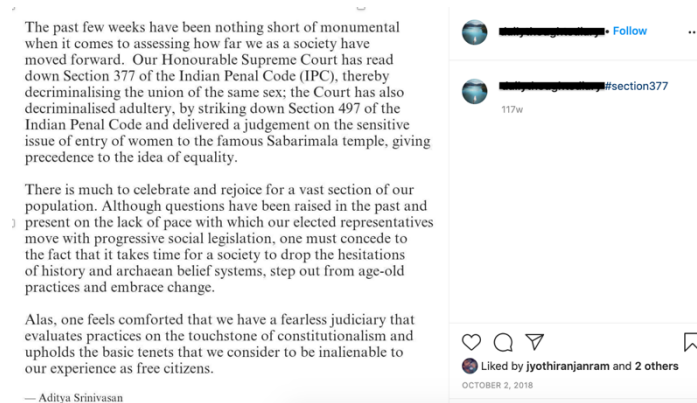 The past few weeks have been nothing short of monumental
when it comes to assessing how far we as a society have
moved forward.  Our Honourable Supreme Court has read
down Section 377 of the Indian Penal Code (IPC), thereby
decriminalising the union of the same sex; the Court has also
decriminalised adultery, by striking down Section 497 of the
Indian Penal Code and delivered a judgement on the sensitive
issue of entry of women to the famous Sabarimala temple, giving
precedence to the idea of equality.
There is much to celebrate and rejoice for a vast section of our
population. Although questions have been raised in the past and
present on the lack of pace with which our elected representatives
move with progressive social legislation, one must concede to
the fact that it takes time for a society to drop the hesitations
of history and archaean belief systems, step out from age-old
practices and embrace change.
Alas, one feels comforted that we have a fearless judiciary that
evaluates practices on the touchstone of constitutionalism and
upholds the basic tenets that we consider to be inalienable to
our experience as free citizens.
— Aditya Srinivasan
• Follow
#section377
117w
Liked by jyothiranjanram and 2 others
OCTOBER 2, 2018